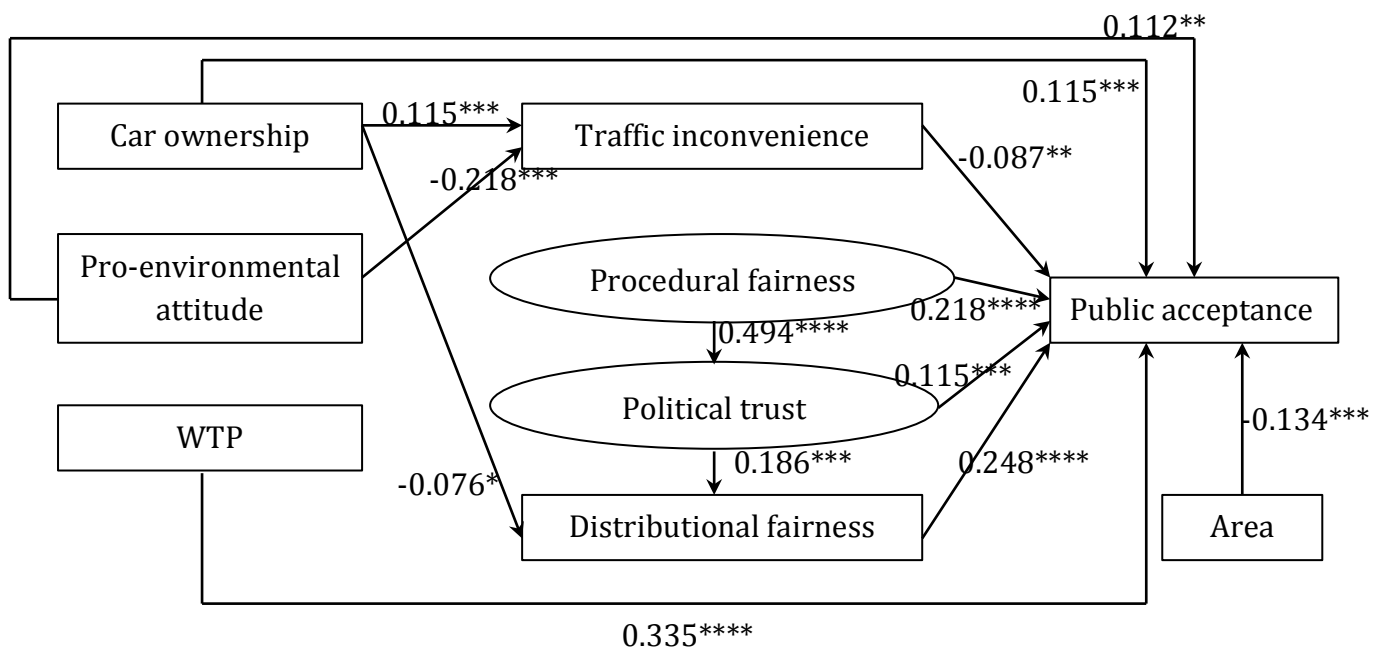 0.112**
0.115***
Car ownership
0.115***
Traffic inconvenience
-0.087**
-0.218***
Pro-environmental
attitude
Procedural fairness
0.218****
Public acceptance
0.494****
0.115***
Political trust
WTP
-0.134***
0.186***
0.248****
-0.076*
Distributional fairness
Area
0.335****